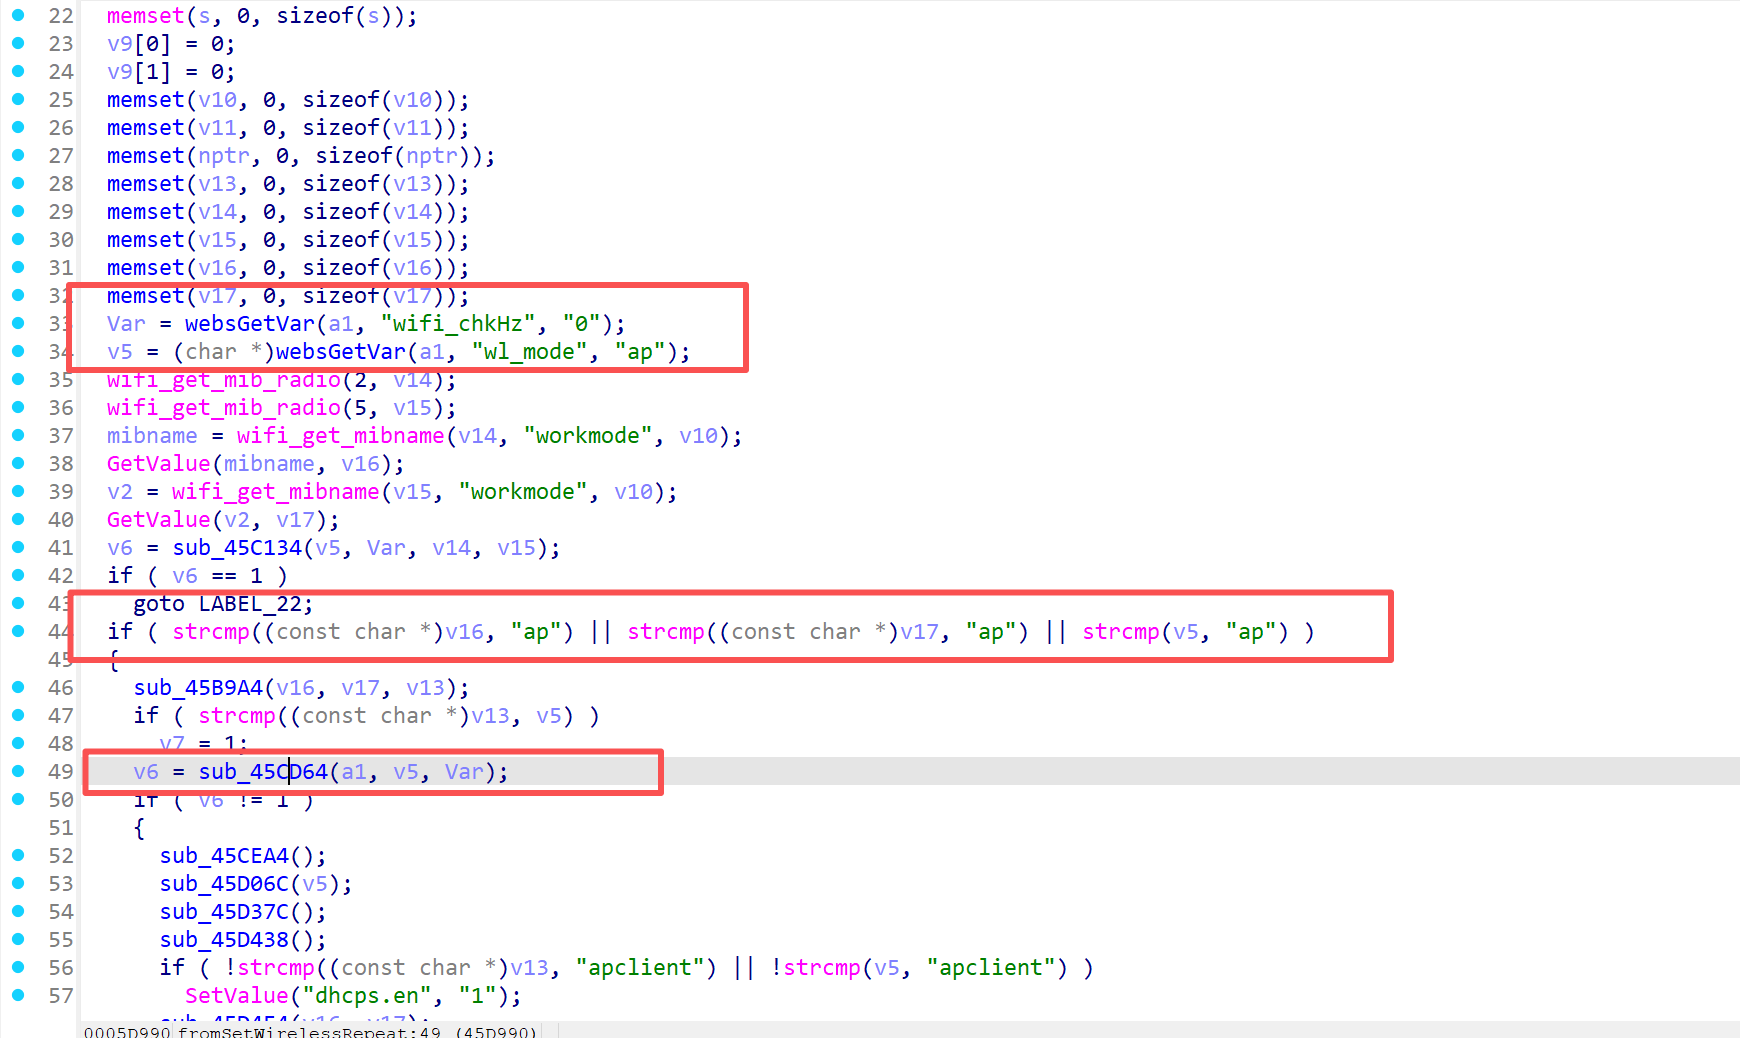 22 memset(s, 0, sizeof(s));
23 v9[0] = 0;
24 v9[1] = 0;
25 memset(v10, 0, sizeof(v10));
26 memset(v11, 0, sizeof(v11));
27 memset(nptr, 0, sizeof(nptr));
28 memset(v13, 0, sizeof(v13));
29 memset(v14, 0, sizeof(v14));
30 memset(v15, 0, sizeof(v15));
31 memset(v16, 0, sizeof(v16));
32 memset(v17, 0, sizeof(v17));
33 Var = websGetVar(a1, "wifi_chkHz", "0");
34 v5 = (char *)websGetVar(a1, "wl_mode", "ap");
35 wifi_get_mib_radio(2, v14);
36 wifi_get_mib_radio(5, v15);
37 mibname = wifi_get_mibname(v14, "workmode", v10);
38 GetValue(mibname, v16);
39 v2 = wifi_get_mibname(v15, "workmode", v10);
40 GetValue(v2, v17);
41 v6 = sub_45C134(v5, Var, v14, v15);
42 if ( v6 == 1 )
43 goto LABEL_22;
44 if ( strcmp((const char *)v16, "ap") || strcmp((const char *)v17, "ap") || strcmp(v5, "ap") )
45 {
46 sub_45B9A4(v16, v17, v13);
47 if ( strcmp((const char *)v13, v5) )
48 v7 = 1;
49 v6 = sub_45CD64(a1, v5, Var);
50 if ( v6 != 1 )
51 {
52 sub_45CEA4();
53 sub_45D06C(v5);
54 sub_45D37C();
55 sub_45D438();
56 if ( !strcmp((const char *)v13, "apclient") || !strcmp(v5, "apclient") )
57 SetValue("dhcps.en", "1");
sub_45D4E4(v16, v17);
0005D990 fromSetWirelessRepeat:49 (45D990)